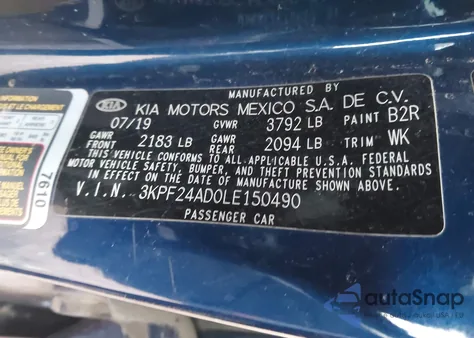 MANUFACTURED BY
KIA KIA MOTORS MEXICO S.A. DE C.V.
07/19 GVWR 3792 LB PAINT B2R
GAWR FRONT 2183 LB GAWR REAR 2094 LB TRIM WK
THIS VEHICLE CONFORMS TO ALL APPLICABLE U.S.A. FEDERAL
MOTOR VEHICLE SAFETY, BUMPER, AND THEFT PREVENTION STANDARDS
IN EFFECT ON THE DATE OF MANUFACTURE SHOWN ABOVE.
V.I.N. 3KPF24AD0LE150490
PASSENGER CAR
7610
autoSnap